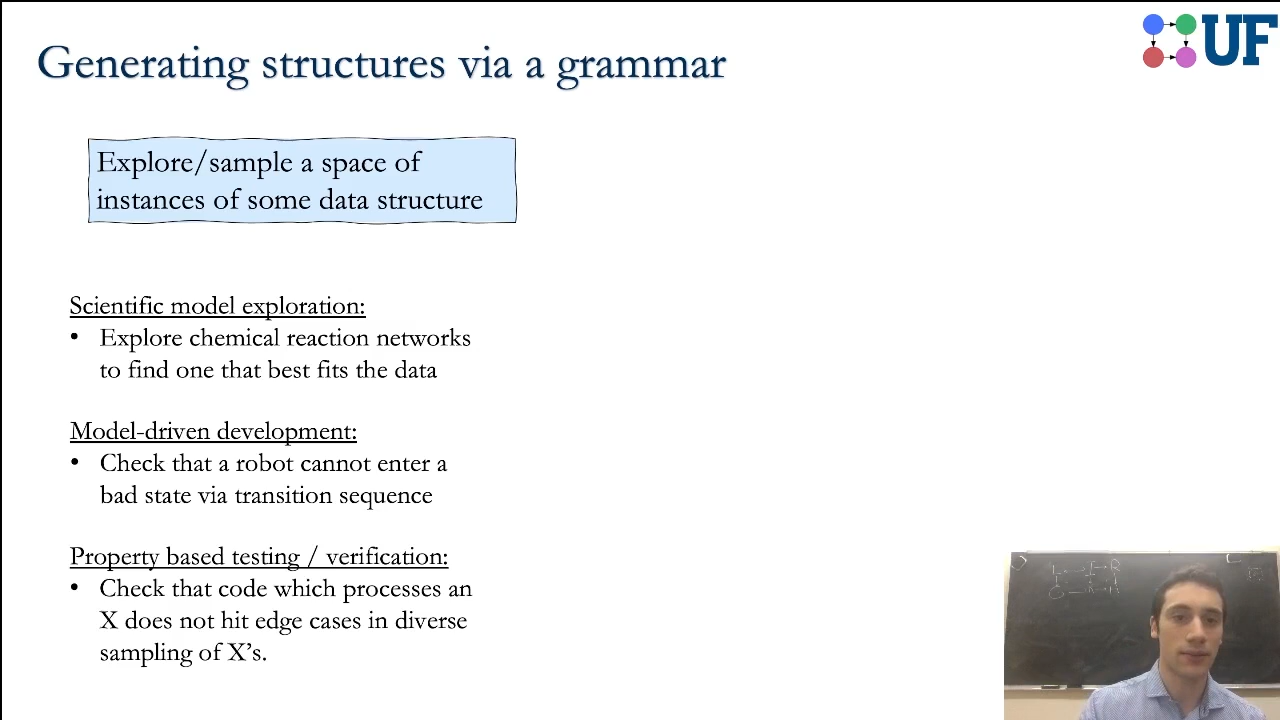 UF
Generating structures via a grammar
Explore/sample a space of
instances of some data structure
Scientific model exploration:
• Explore chemical reaction networks
to find one that best fits the data
Model-driven development:
• Check that a robot cannot enter a
bad state via transition sequence
Property based testing / verification:
• Check that code which processes an
X does not hit edge cases in diverse
sampling of X's.
L → I → R